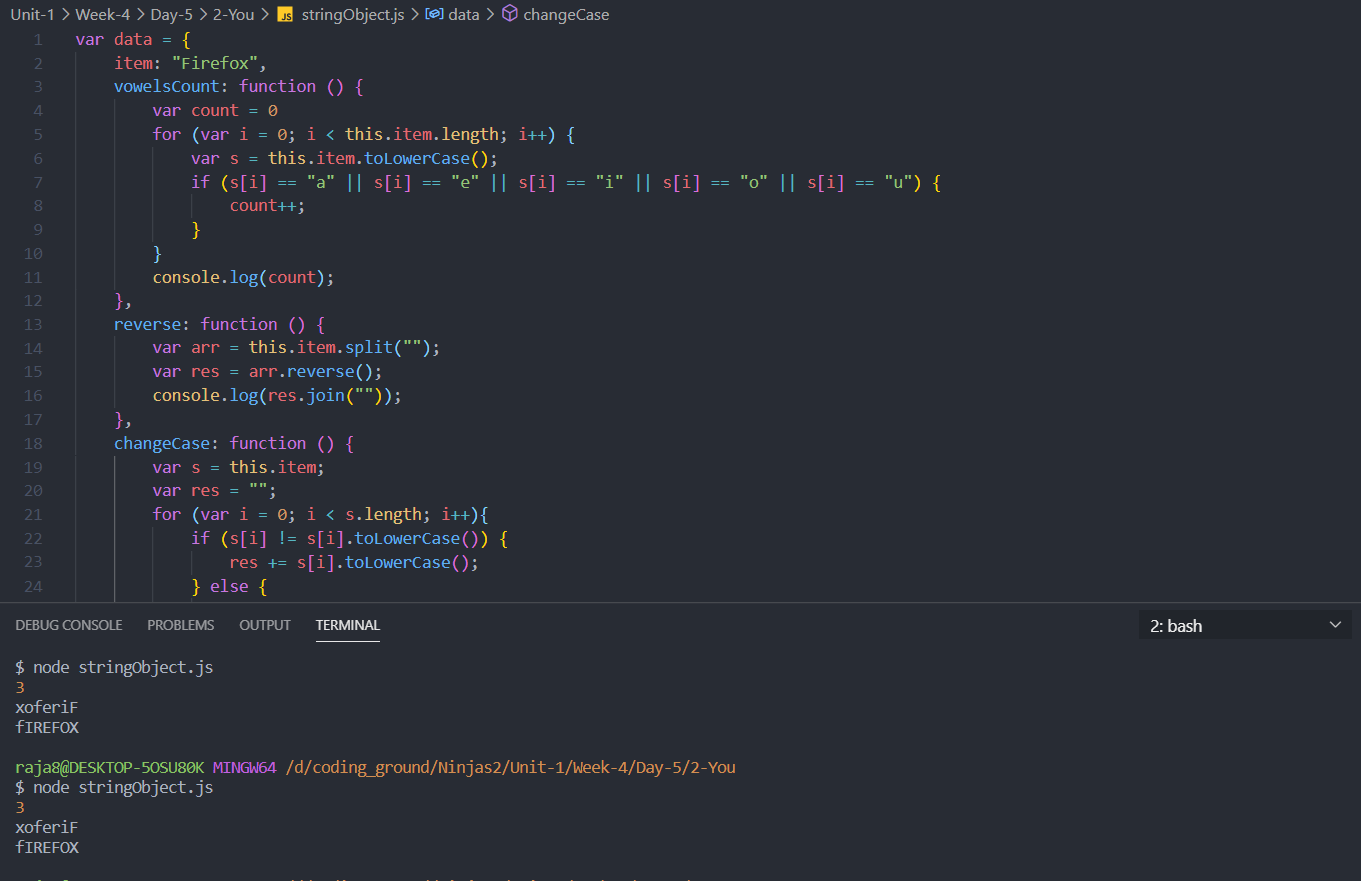 Unit-1 > Week-4 > Day-5 > 2-You > JS stringObject.js > data > changeCase
1 var data = {
2 item: "Firefox",
3 vowelsCount: function () {
4 var count = 0
5 for (var i = 0; i < this.item.length; i++) {
6 var s = this.item.toLowerCase();
7 if (s[i] == "a" || s[i] == "e" || s[i] == "i" || s[i] == "o" || s[i] == "u") {
8 count++;
9 }
10 }
11 console.log(count);
12 },
13 reverse: function () {
14 var arr = this.item.split("");
15 var res = arr.reverse();
16 console.log(res.join(""));
17 },
18 changeCase: function () {
19 var s = this.item;
20 var res = "";
21 for (var i = 0; i < s.length; i++){
22 if (s[i] != s[i].toLowerCase()) {
23 res += s[i].toLowerCase();
24 } else {
DEBUG CONSOLE PROBLEMS OUTPUT TERMINAL 2: bash
$ node stringObject.js
3
xoferiF
fIREFOX
raja8@DESKTOP-5OSU80K MINGW64 /d/coding_ground/Ninjas2/Unit-1/Week-4/Day-5/2-You
$ node stringObject.js
3
xoferiF
fIREFOX